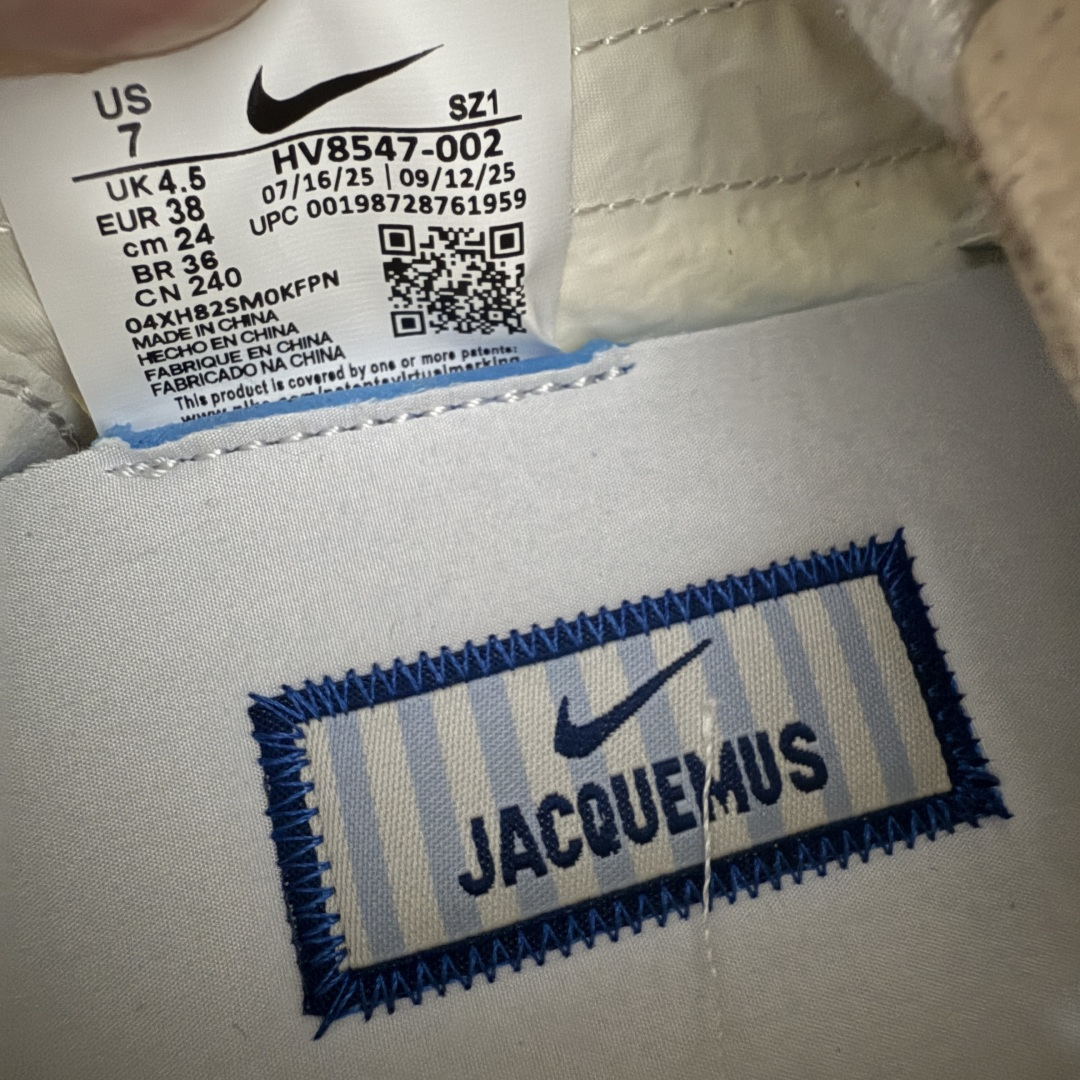 US
7
SZ1
HV8547-002
UK 4.5
07/16/25 | 09/12/25
EUR 38
UPC 00198728761959
cm 24
BR 36
CN 240
04XH82SM0KFPN
MADE IN CHINA
HECHO EN CHINA
FABRIQUE EN CHINA
FABRICADO NA CHINA
This product is covered by one or more patents:
JACQUEMUS